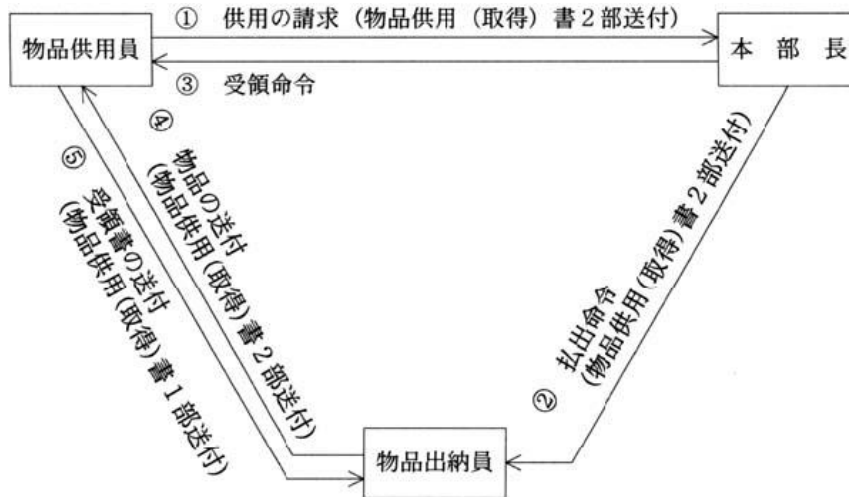 ① 供用の請求（物品供用（取得）書２部送付）
物品供用員
本部長
③ 受領命令
④ 物品の送付
(物品供用(取得)書２部送付)
⑤ 受領書の送付
(物品供用(取得)書１部送付)
② 払出命令
(物品供用(取得)書２部送付)
物品出納員